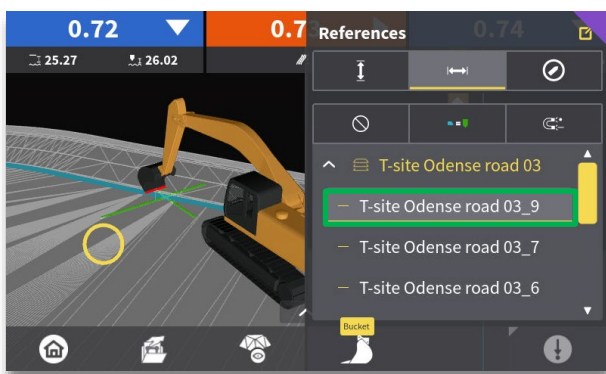 0.72
0.7
References
0.74
25.27
26.02
T-site Odense road 03
T-site Odense road 03_9
T-site Odense road 03_7
T-site Odense road 03_6
Bucket